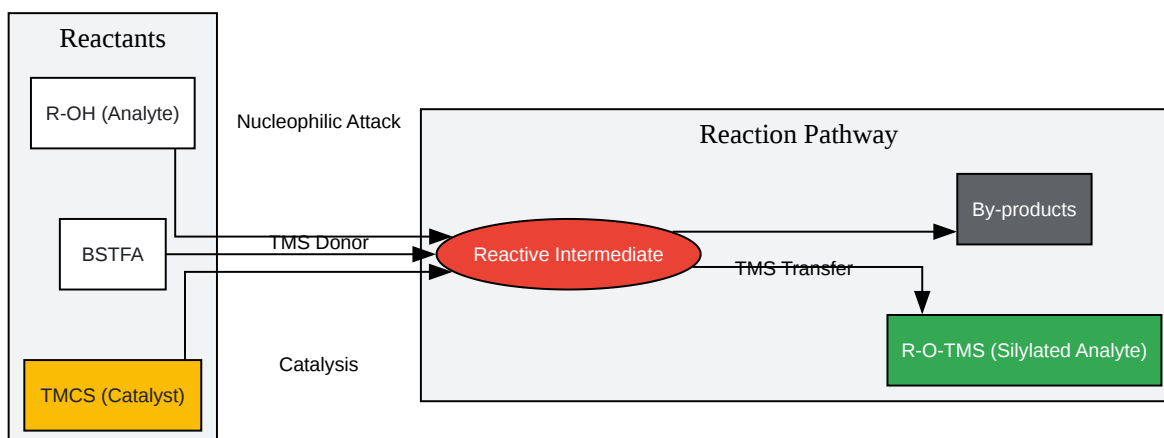 Reactants
R-OH (Analyte)
BSTFA
TMCS (Catalyst)
Nucleophilic Attack
TMS Donor
Catalysis
Reaction Pathway
Reactive Intermediate
By-products
TMS Transfer
R-O-TMS (Silylated Analyte)